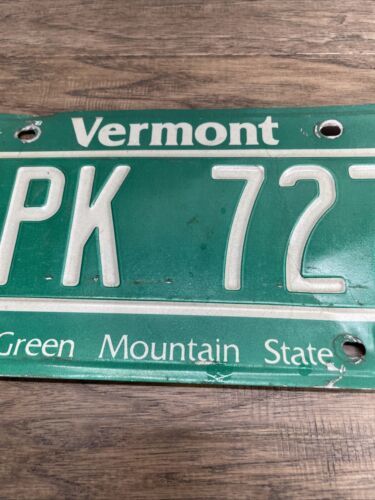 Vermont
PK 72
Green Mountain State